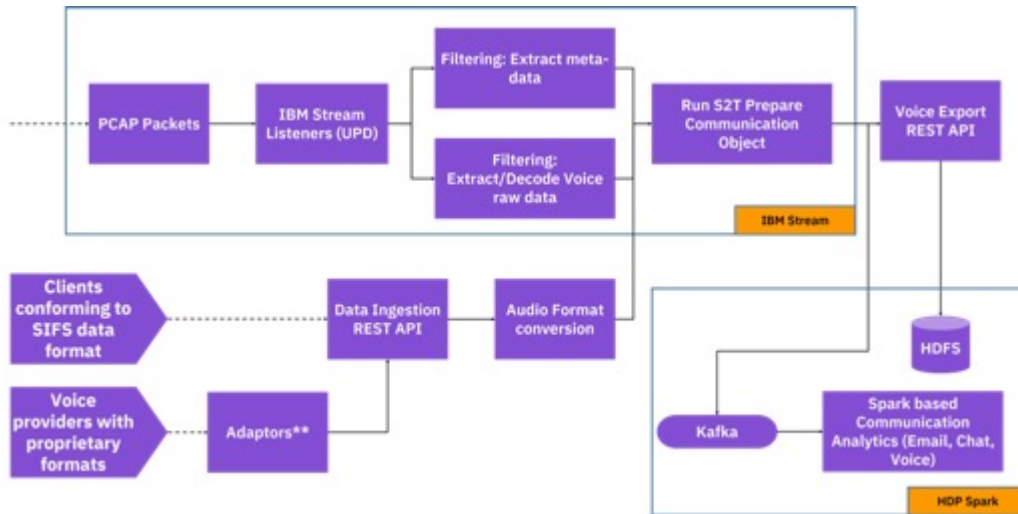 Filtering: Extract meta-
data
PCAP Packets
IBM Stream
Listeners (UPD)
Run S2T Prepare
Communication
Object
Voice Export
REST API
Filtering:
Extract/Decode Voice
raw data
IBM Stream
Clients
conforming to
SIFS data
format
Data Ingestion
REST API
Audio Format
conversion
HDFS
Voice
providers with
proprietary
formats
Adaptors**
Kafka
Spark based
Communication
Analytics (Email, Chat,
Voice)
HDP Spark